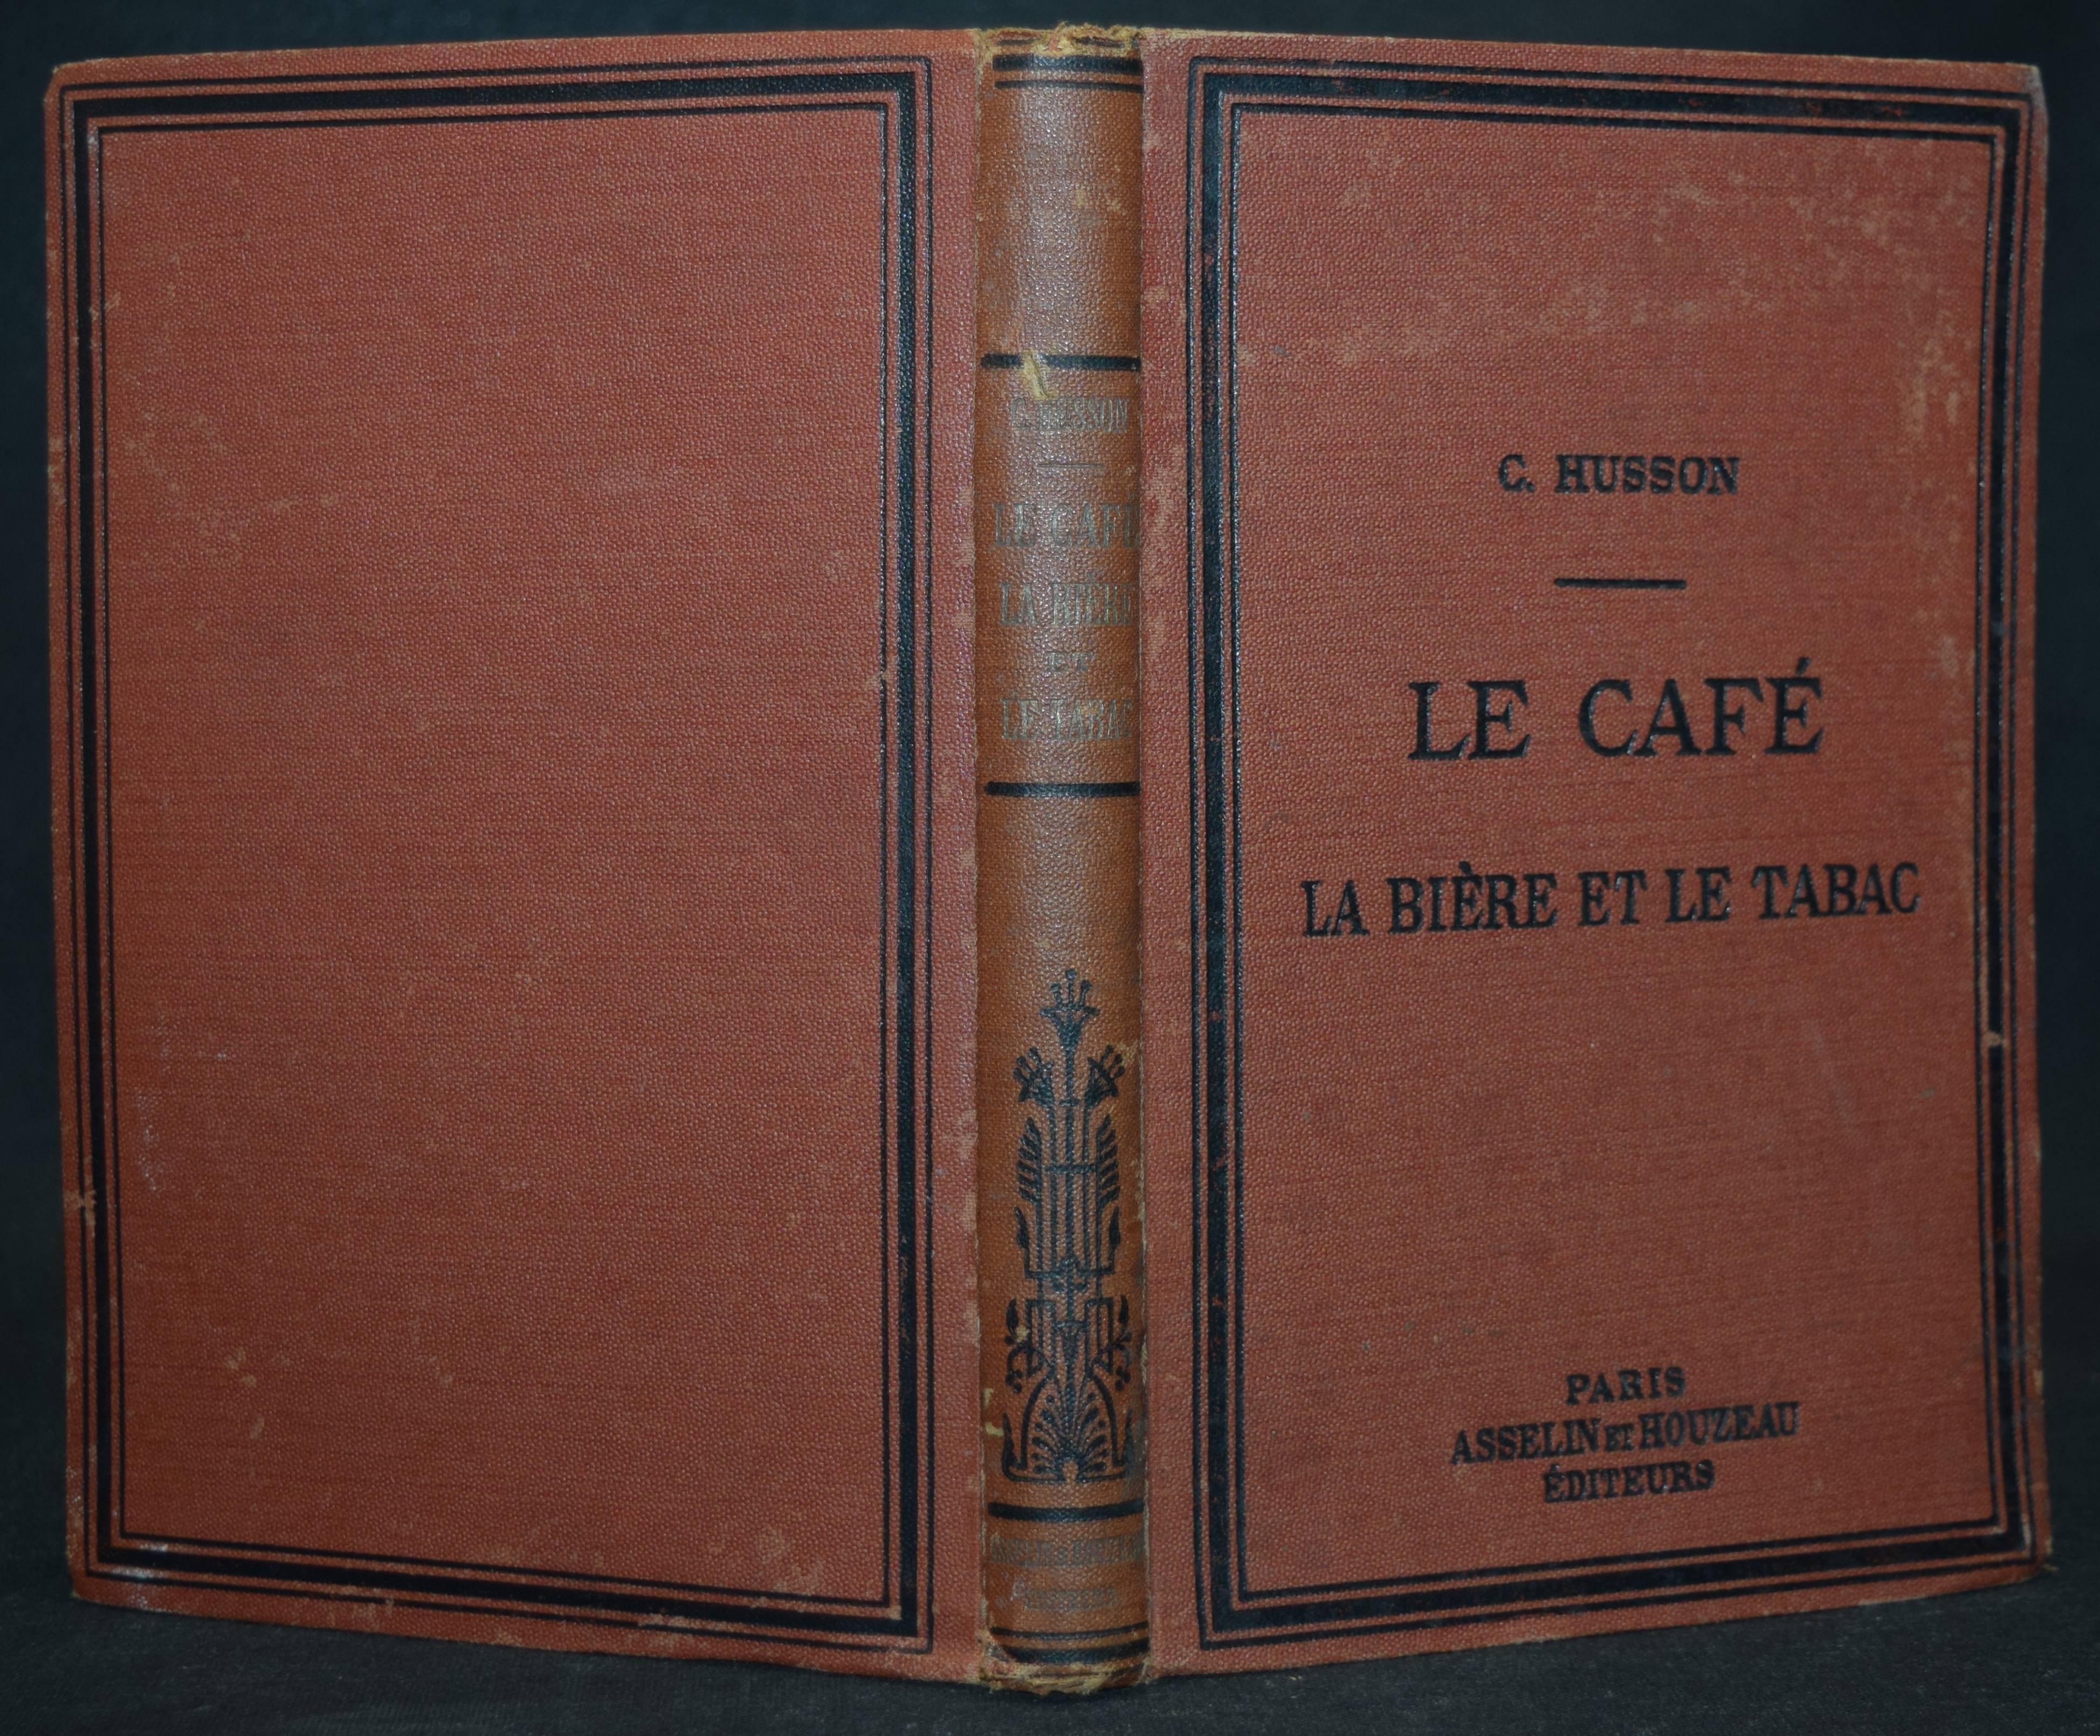 C. HUSSON
LE CAFÉ
LA BIÈRE
ET
LE TABAC
C. HUSSON
LE CAFÉ
LA BIÈRE ET LE TABAC
PARIS
ASSELIN ET HOUZEAU
ÉDITEURS